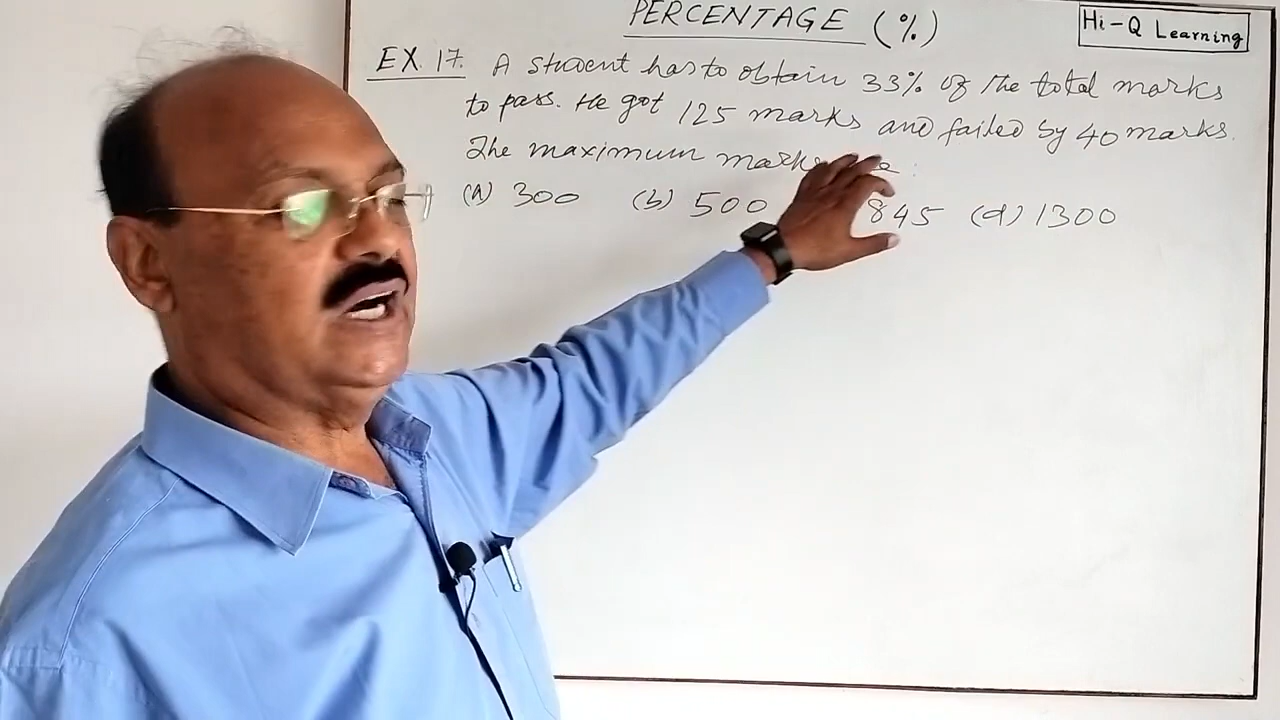 PERCENTAGE (%)
Hi-Q Learning
EX. 17. A student has to obtain 33% of the total marks
to pass. He got 125 marks and failed by 40 marks.
The maximum marks :
(a) 300 (b) 500 845 (d) 1300